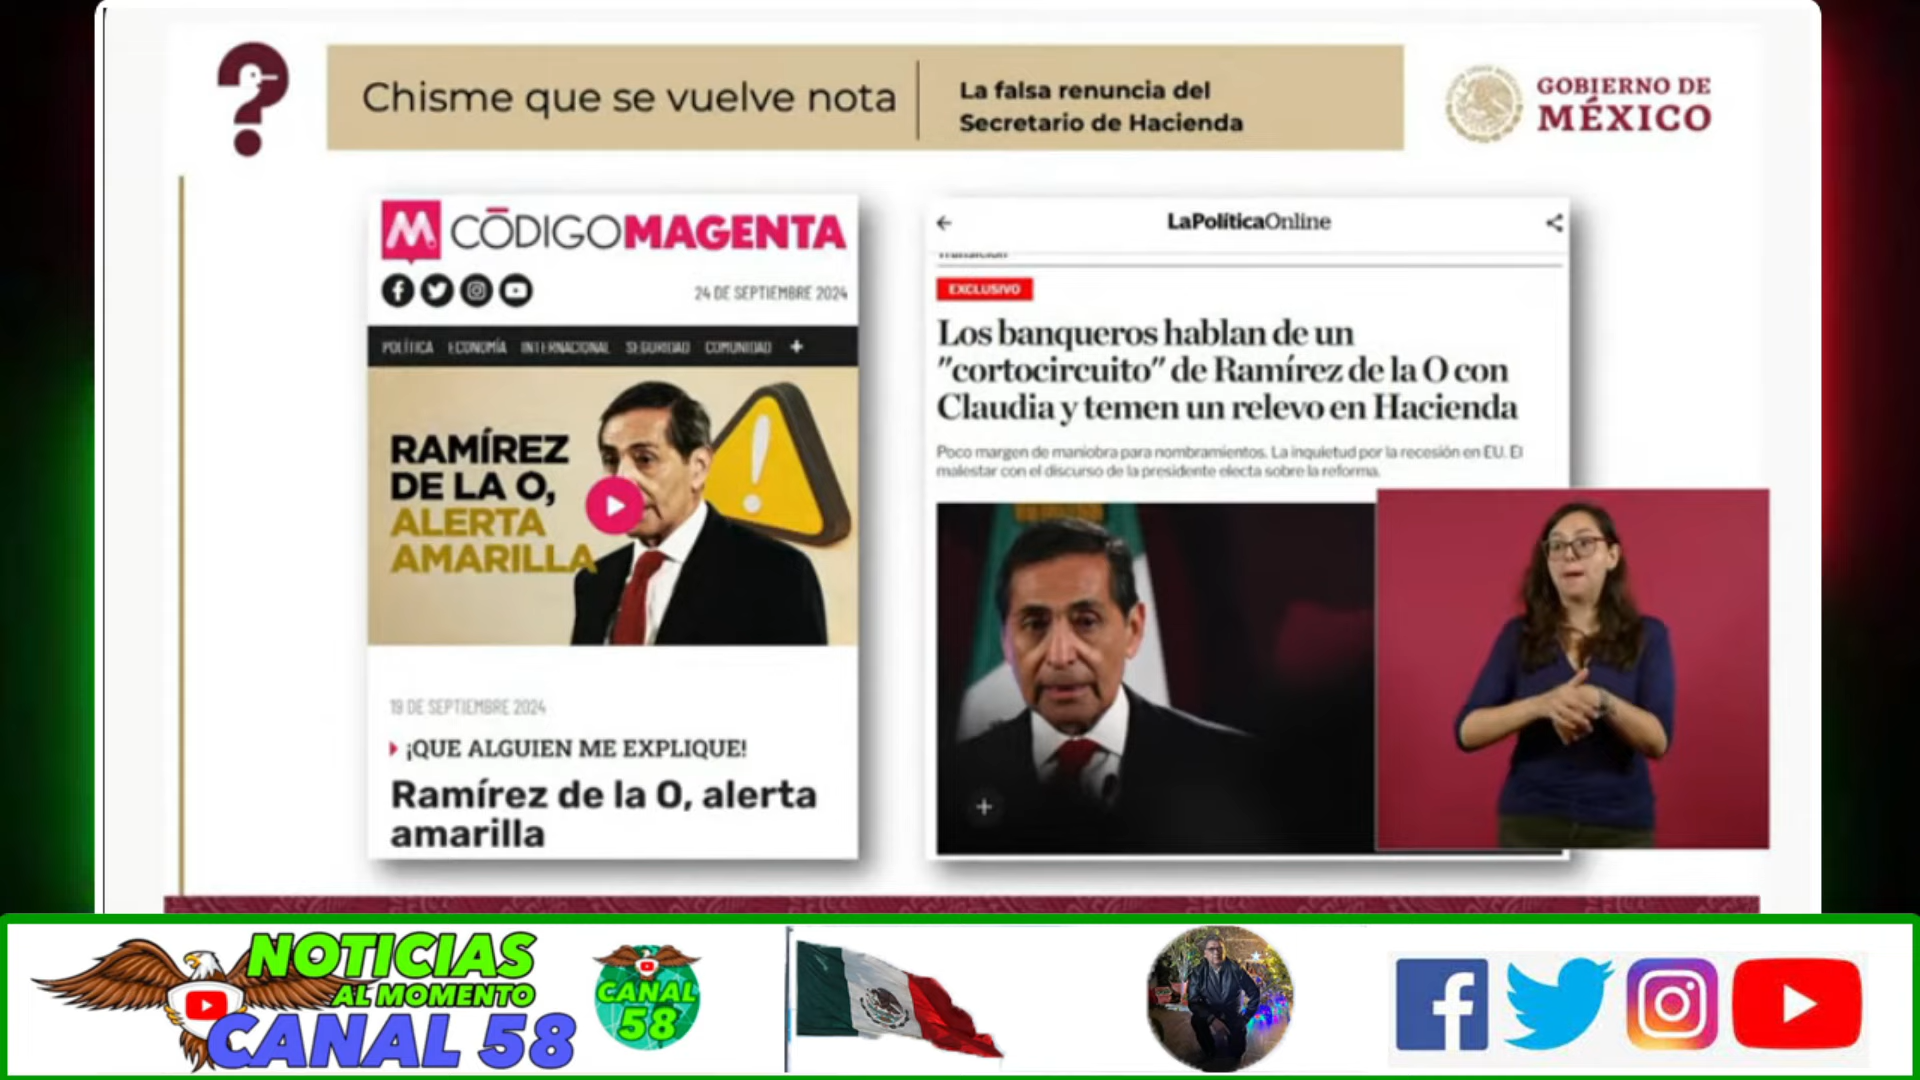 Chisme que se vuelve nota
La falsa renuncia del
Secretario de Hacienda
GOBIERNO DE
MÉXICO
M
CÓDIGOMAGENTA
24 DE SEPTIEMBRE 2024
POLÍTICA ECONOMÍA INTERNACIONAL SEGURIDAD COMUNIDAD +
RAMÍREZ
DE LA O,
ALERTA
AMARILLA
19 DE SEPTIEMBRE 2024
¡QUE ALGUIEN ME EXPLIQUE!
Ramírez de la O, alerta
amarilla
LaPolíticaOnline
Transición
EXCLUSIVO
Los banqueros hablan de un
"cortocircuito" de Ramírez de la O con
Claudia y temen un relevo en Hacienda
Poco margen de maniobra para nombramientos. La inquietud por la recesión en EU. El
malestar con el discurso de la presidente electa sobre la reforma.
NOTICIAS
AL MOMENTO
CANAL 58
CANAL
58